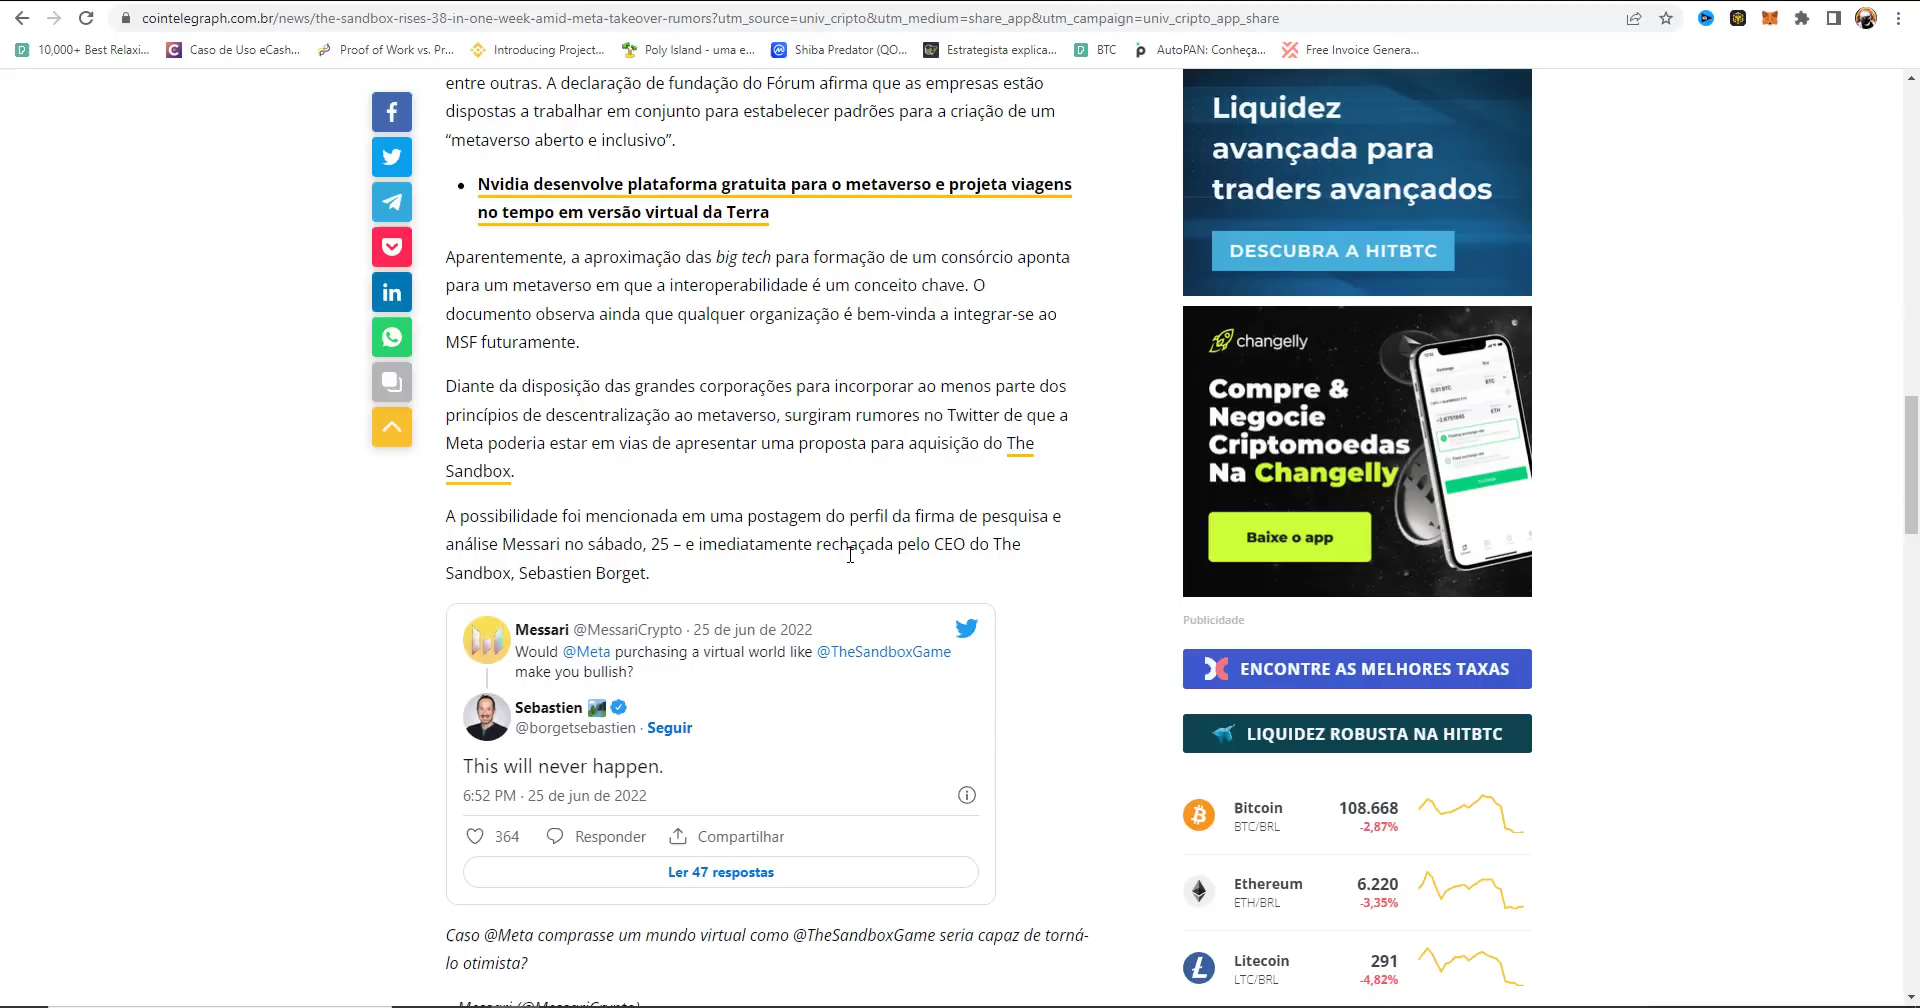 cointelegraph.com.br/news/the-sandbox-rises-38-in-one-week-amid-meta-takeover-rumors?utm_source=univ_cripto&utm_medium=share_app&utm_campaign=univ_cripto_app_share
10,000+ Best Relaxi...
Caso de Uso eCash...
Proof of Work vs. Pr...
Introducing Project...
Poly Island - uma e...
Shiba Predator (QO...
Estrategista explica...
BTC
AutoPAN: Conheça...
Free Invoice Genera...
entre outras. A declaração de fundação do Fórum afirma que as empresas estão
dispostas a trabalhar em conjunto para estabelecer padrões para a criação de um
“metaverso aberto e inclusivo”.
Nvidia desenvolve plataforma gratuita para o metaverso e projeta viagens
no tempo em versão virtual da Terra
Aparentemente, a aproximação das big tech para formação de um consórcio aponta
para um metaverso em que a interoperabilidade é um conceito chave. O
documento observa ainda que qualquer organização é bem-vinda a integrar-se ao
MSF futuramente.
Diante da disposição das grandes corporações para incorporar ao menos parte dos
princípios de descentralização ao metaverso, surgiram rumores no Twitter de que a
Meta poderia estar em vias de apresentar uma proposta para aquisição do The
Sandbox.
A possibilidade foi mencionada em uma postagem do perfil da firma de pesquisa e
análise Messari no sábado, 25 – e imediatamente rechaçada pelo CEO do The
Sandbox, Sebastien Borget.
Messari @MessariCrypto · 25 de jun de 2022
Would @Meta purchasing a virtual world like @TheSandboxGame
make you bullish?
Sebastien
@borgetsebastien · Seguir
This will never happen.
6:52 PM · 25 de jun de 2022
364 Responder Compartilhar
Ler 47 respostas
Caso @Meta comprasse um mundo virtual como @TheSandboxGame seria capaz de torná-
lo otimista?
Messari (@MessariCrypto)
Liquidez
avançada para
traders avançados
DESCUBRA A HITBTC
changelly
Compre &
Negocie
Criptomoedas
Na Changelly
Baixe o app
Publicidade
ENCONTRE AS MELHORES TAXAS
LIQUIDEZ ROBUSTA NA HITBTC
Bitcoin 108.668
BTC/BRL -2,87%
Ethereum 6.220
ETH/BRL -3,35%
Litecoin 291
LTC/BRL -4,82%